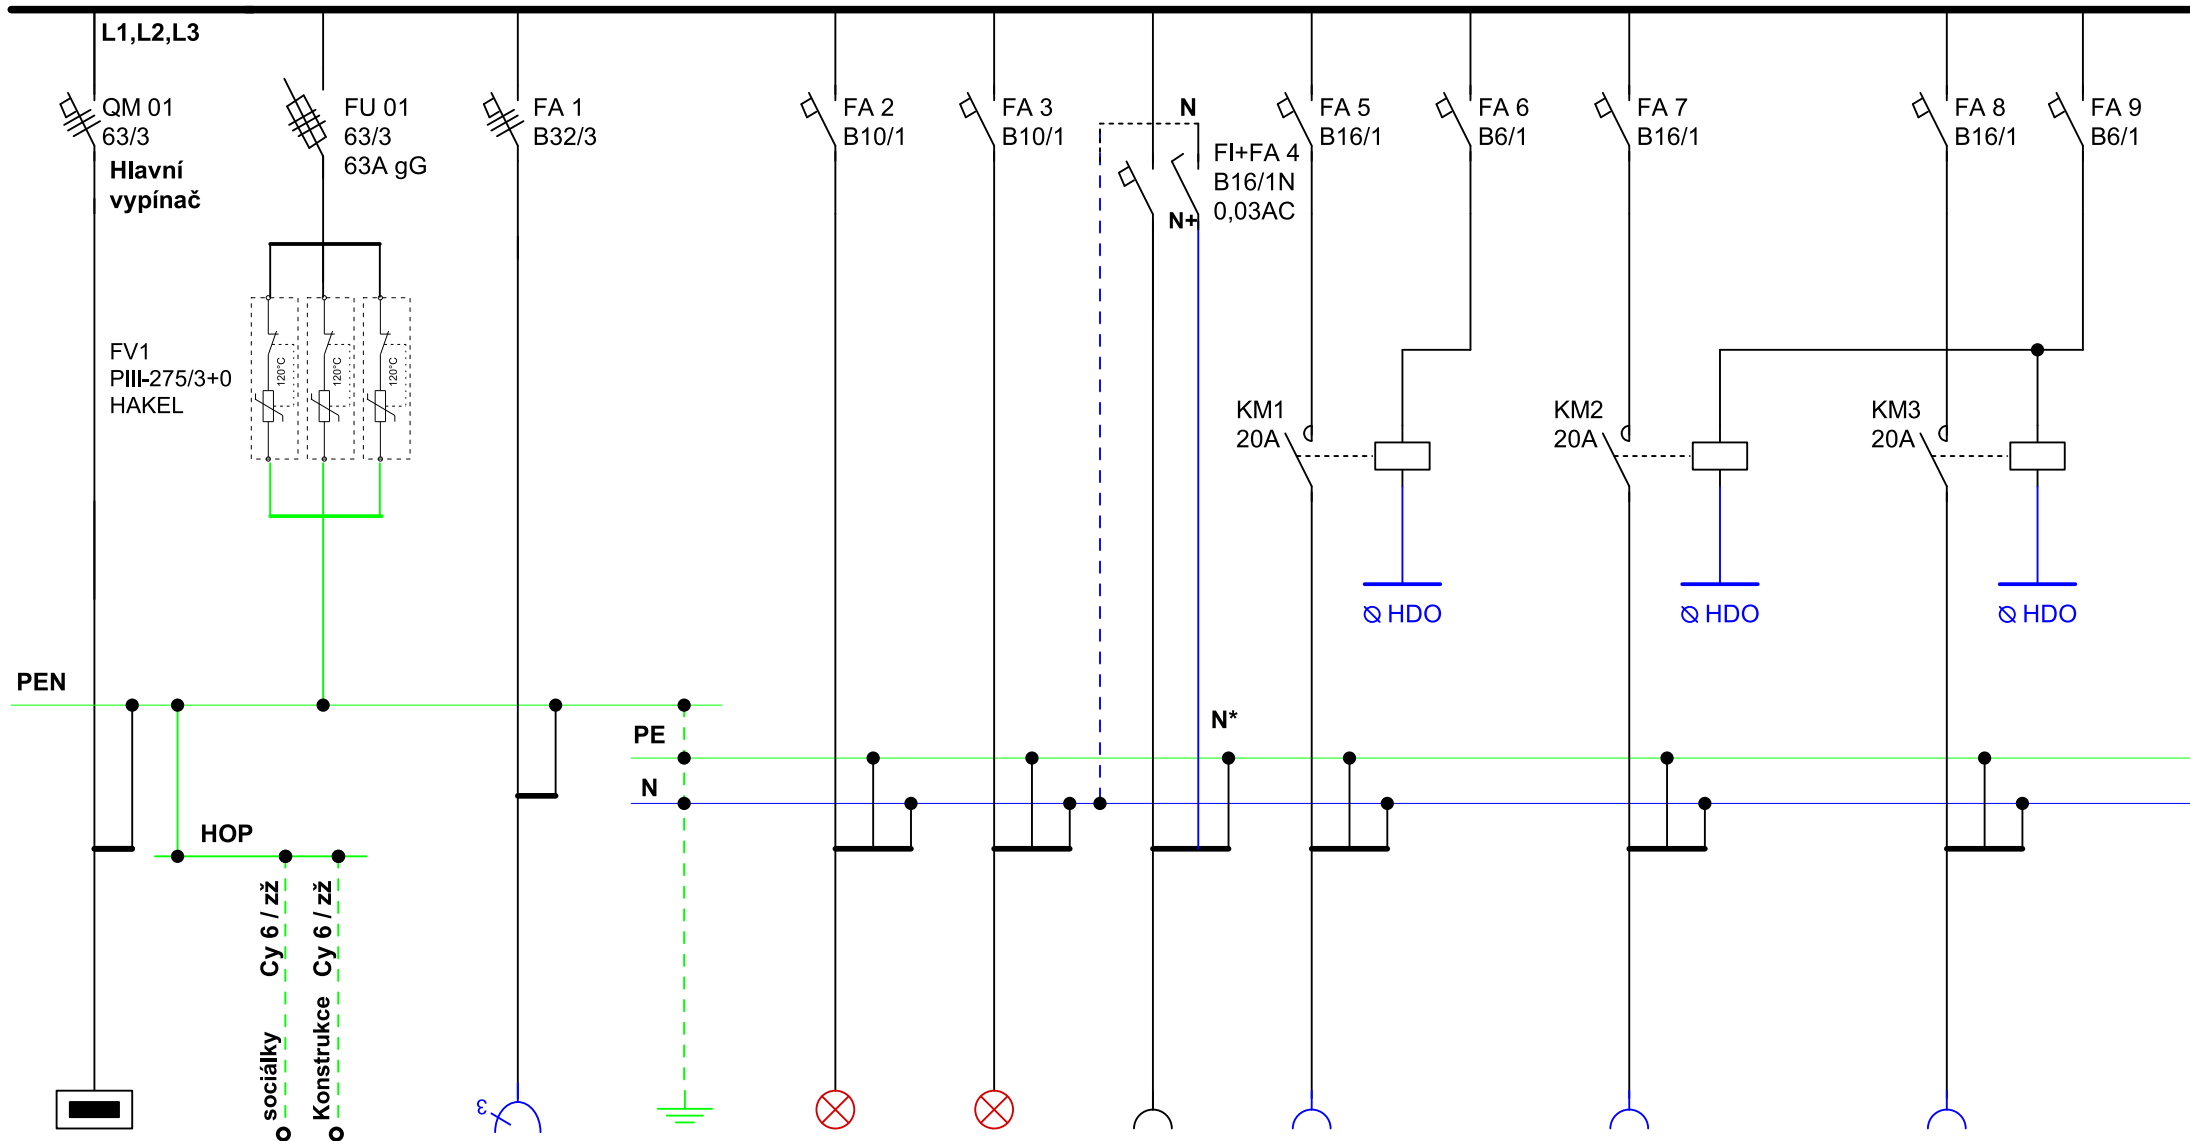 L1,L2,L3
QM 01
63/3
Hlavní
vypínač
FU 01
63/3
63A gG
FA 1
B32/3
FA 2
B10/1
FA 3
B10/1
N
FI+FA 4
B16/1N
0,03AC
N+
FA 5
B16/1
FA 6
B6/1
FA 7
B16/1
FA 8
B16/1
FA 9
B6/1
FV1
PIII-275/3+0
HAKEL
120°C
120°C
120°C
KM1
20A
KM2
20A
KM3
20A
HDO
HDO
HDO
PEN
PE
N
N*
HOP
sociálky Cy 6 / zž
Konstrukce Cy 6 / zž
3